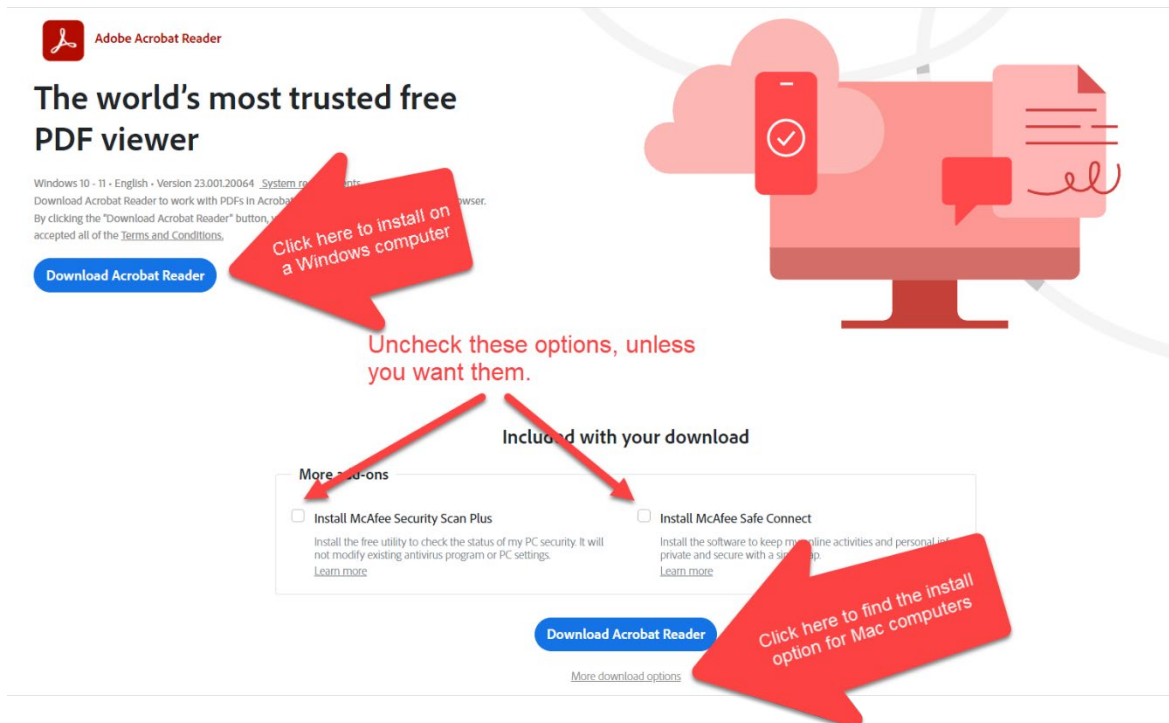 Adobe Acrobat Reader
The world's most trusted free
PDF viewer
Windows 10 - 11 • English • Version 23.001.20064 System
Download Acrobat Reader to work with PDFs in
By clicking the "Download Acrobat Reader" button,
accepted all of the Terms and Conditions.
Download Acrobat Reader
Click here to install on
a Windows computer
Uncheck these options, unless
you want them.
Included with your download
More add-ons
Install McAfee Security Scan Plus
Install the free utility to check the status of my PC security. It will
not modify existing antivirus program or PC settings.
Learn more
Install McAfee Safe Connect
Install the software to keep my online activities and personal
private and secure with a
Learn more
Download Acrobat Reader
More download options
Click here to find the install
option for Mac computers